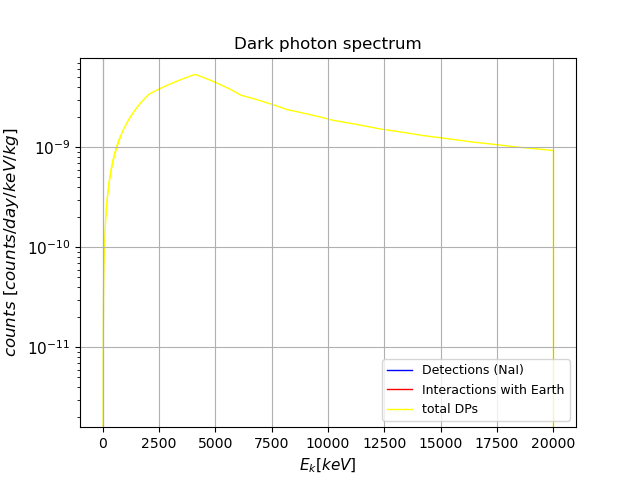 Dark photon spectrum
counts [counts/day/keV/kg]
10⁻⁹
10⁻¹⁰
10⁻¹¹
Detections (NaI)
Interactions with Earth
total DPs
0 2500 5000 7500 10000 12500 15000 17500 20000
Eₖ[keV]